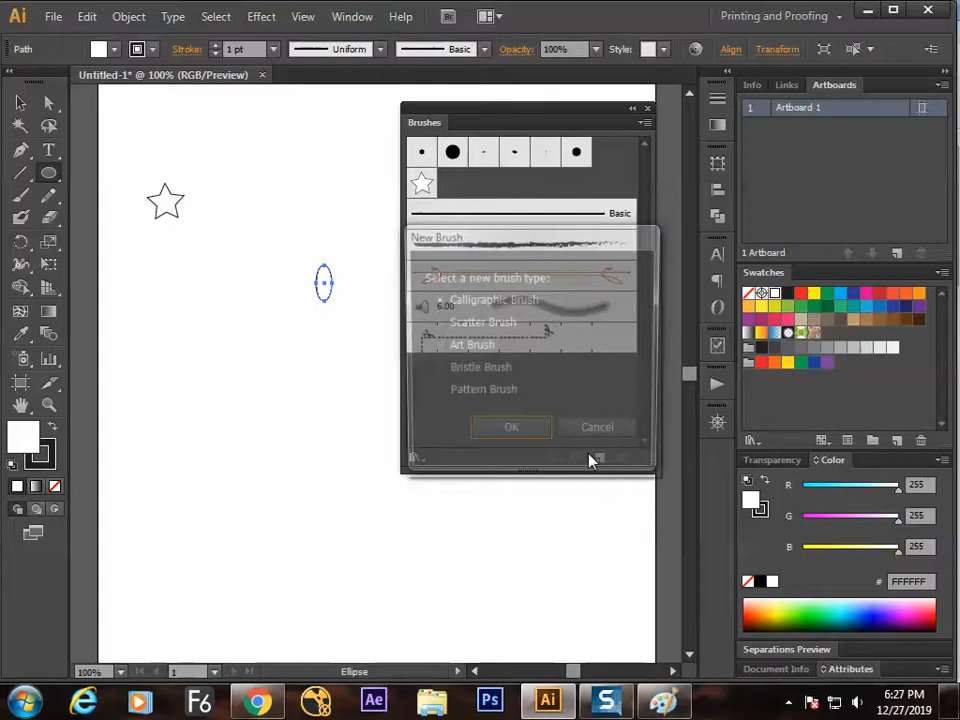 Ai File Edit Object Type Select Effect View Window Help Br Printing and Proofing
Path Stroke: 1 pt Uniform Basic Opacity: 100% Style: Align Transform
Untitled-1* @ 100% (RGB/Preview)
Info Links Artboards
1 Artboard 1
Brushes
Basic
New Brush
Select a new brush type:
Calligraphic Brush
6.00
Scatter Brush
Art Brush
Bristle Brush
Pattern Brush
OK Cancel
1 Artboard
Swatches
Transparency Color
R 255
G 255
B 255
# FFFFFF
Separations Preview
Document Info Attributes
100% 1 Ellipse
F6 Ae Ps Ai S
6:27 PM
12/27/2019